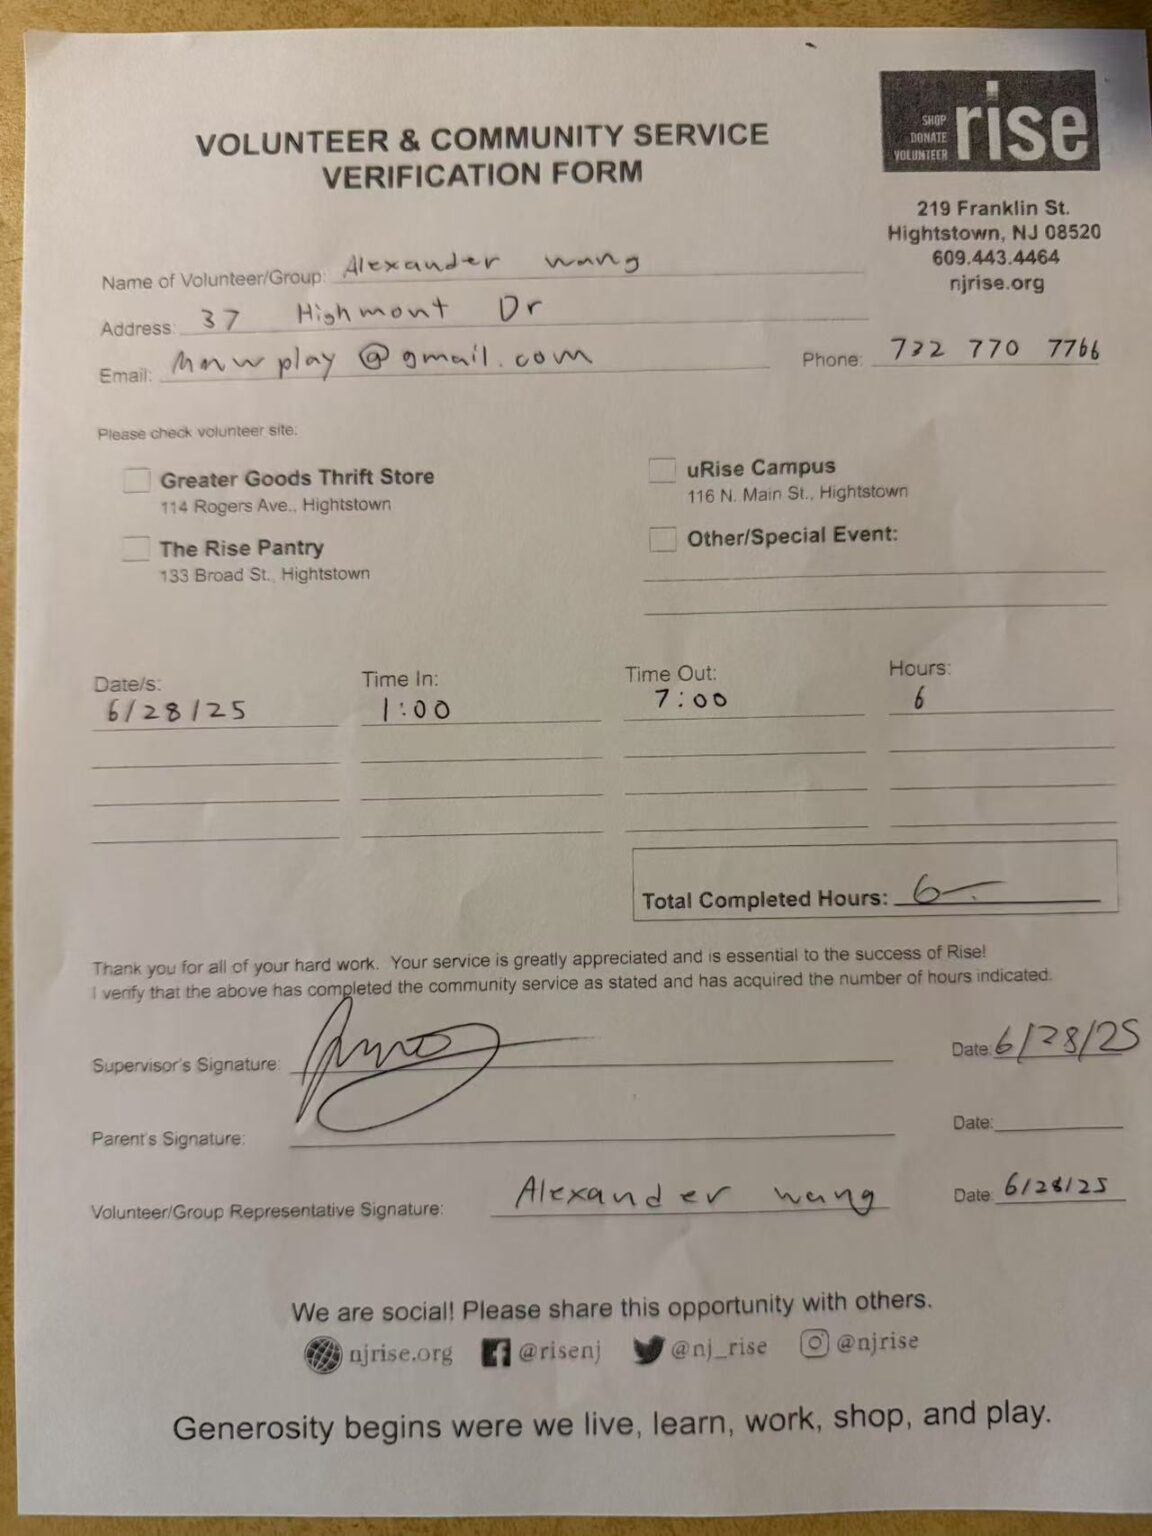 VOLUNTEER & COMMUNITY SERVICE
VERIFICATION FORM
SHOP
DONATE
VOLUNTEER
rise
219 Franklin St.
Hightstown, NJ 08520
609.443.4464
njrise.org
Name of Volunteer/Group: Alexander wang
Address: 37 Highmont Dr
Email: mnwplay@gmail.com Phone: 732 770 7766
Please check volunteer site:
Greater Goods Thrift Store
114 Rogers Ave., Hightstown
uRise Campus
116 N. Main St., Hightstown
The Rise Pantry
133 Broad St., Hightstown
Other/Special Event:
Date/s: Time In: Time Out: Hours:
6/28/25 1:00 7:00 6
Total Completed Hours: 6
Thank you for all of your hard work. Your service is greatly appreciated and is essential to the success of Rise!
I verify that the above has completed the community service as stated and has acquired the number of hours indicated.
Supervisor's Signature: Date: 6/28/25
Parent's Signature: Date:
Volunteer/Group Representative Signature: Alexander wang Date: 6/28/25
We are social! Please share this opportunity with others.
njrise.org @risenj @nj_rise @njrise
Generosity begins were we live, learn, work, shop, and play.